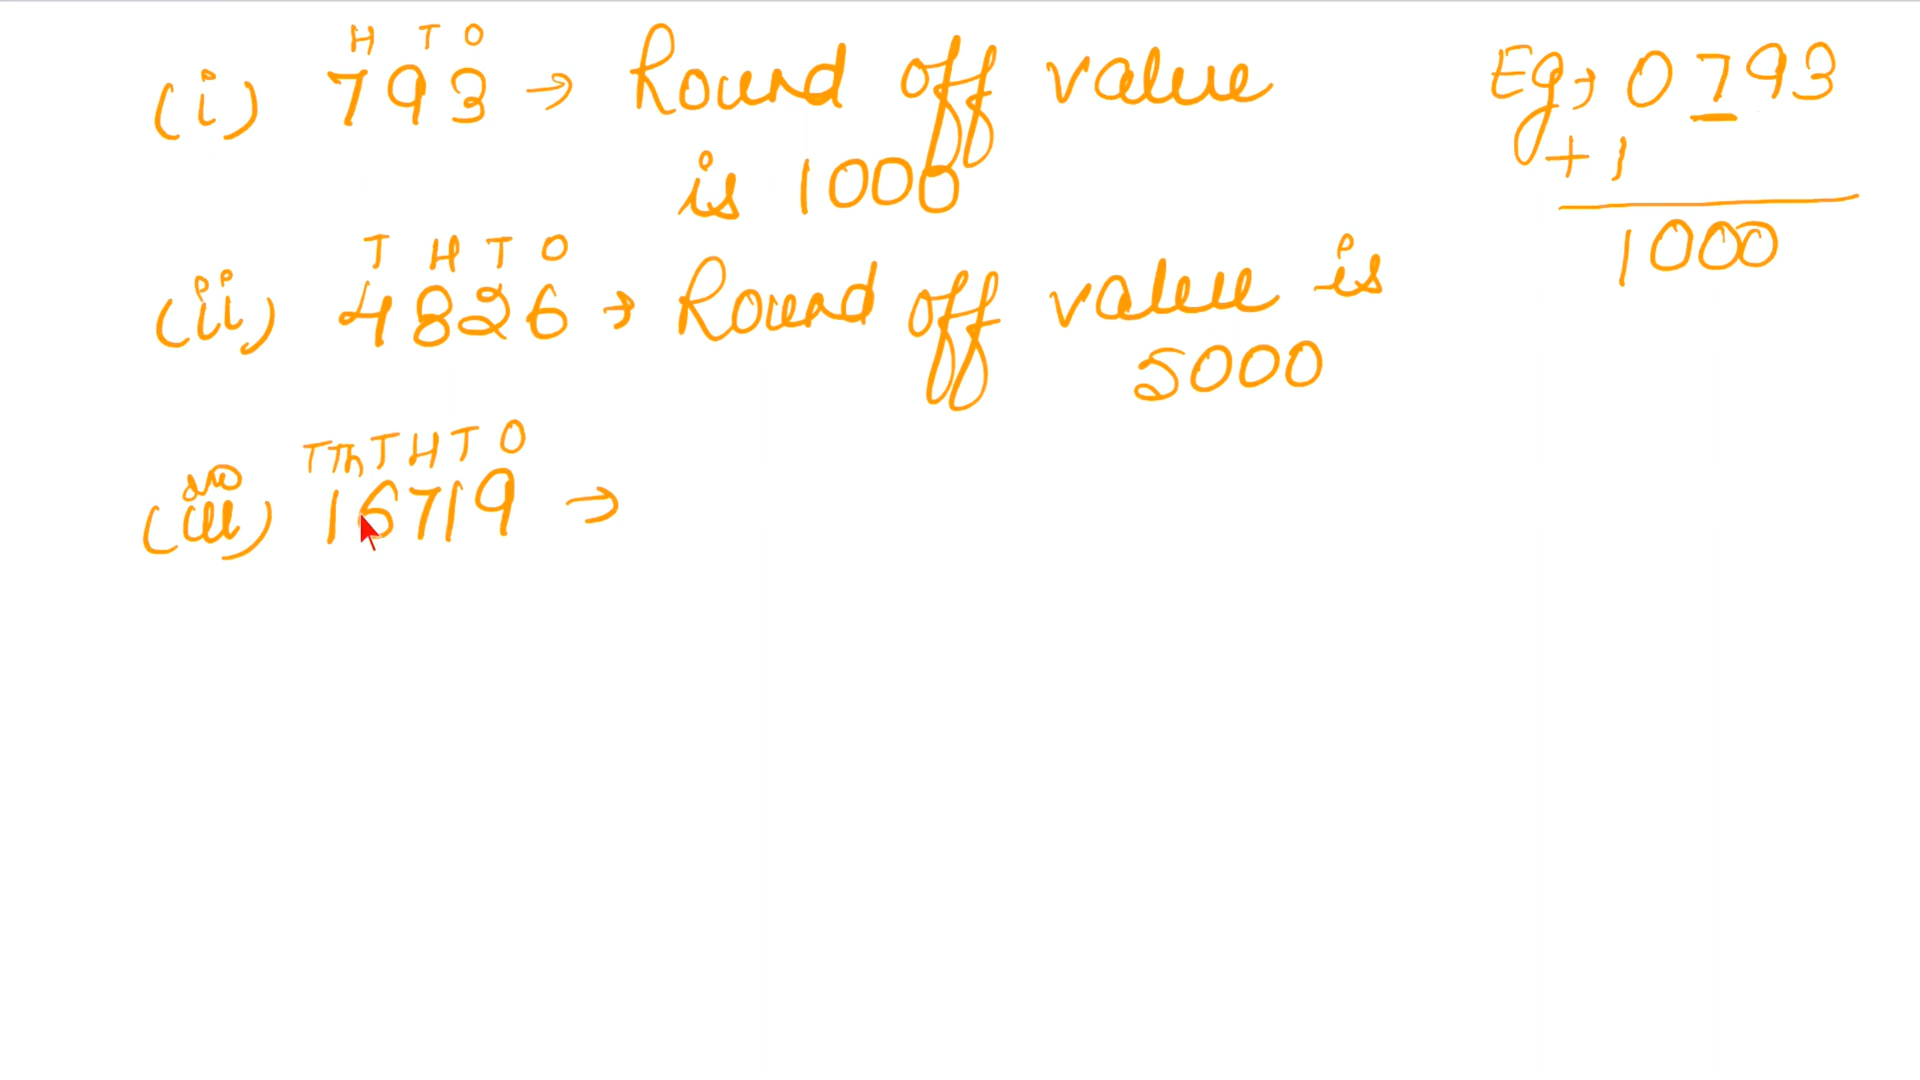 H T O
(i) 793 → Round off value
is 1000
Eg → 0793
+1
1000
T H T O
(ii) 4826 → Round off value is
5000
TTh T H T O
(iii) 16719 →